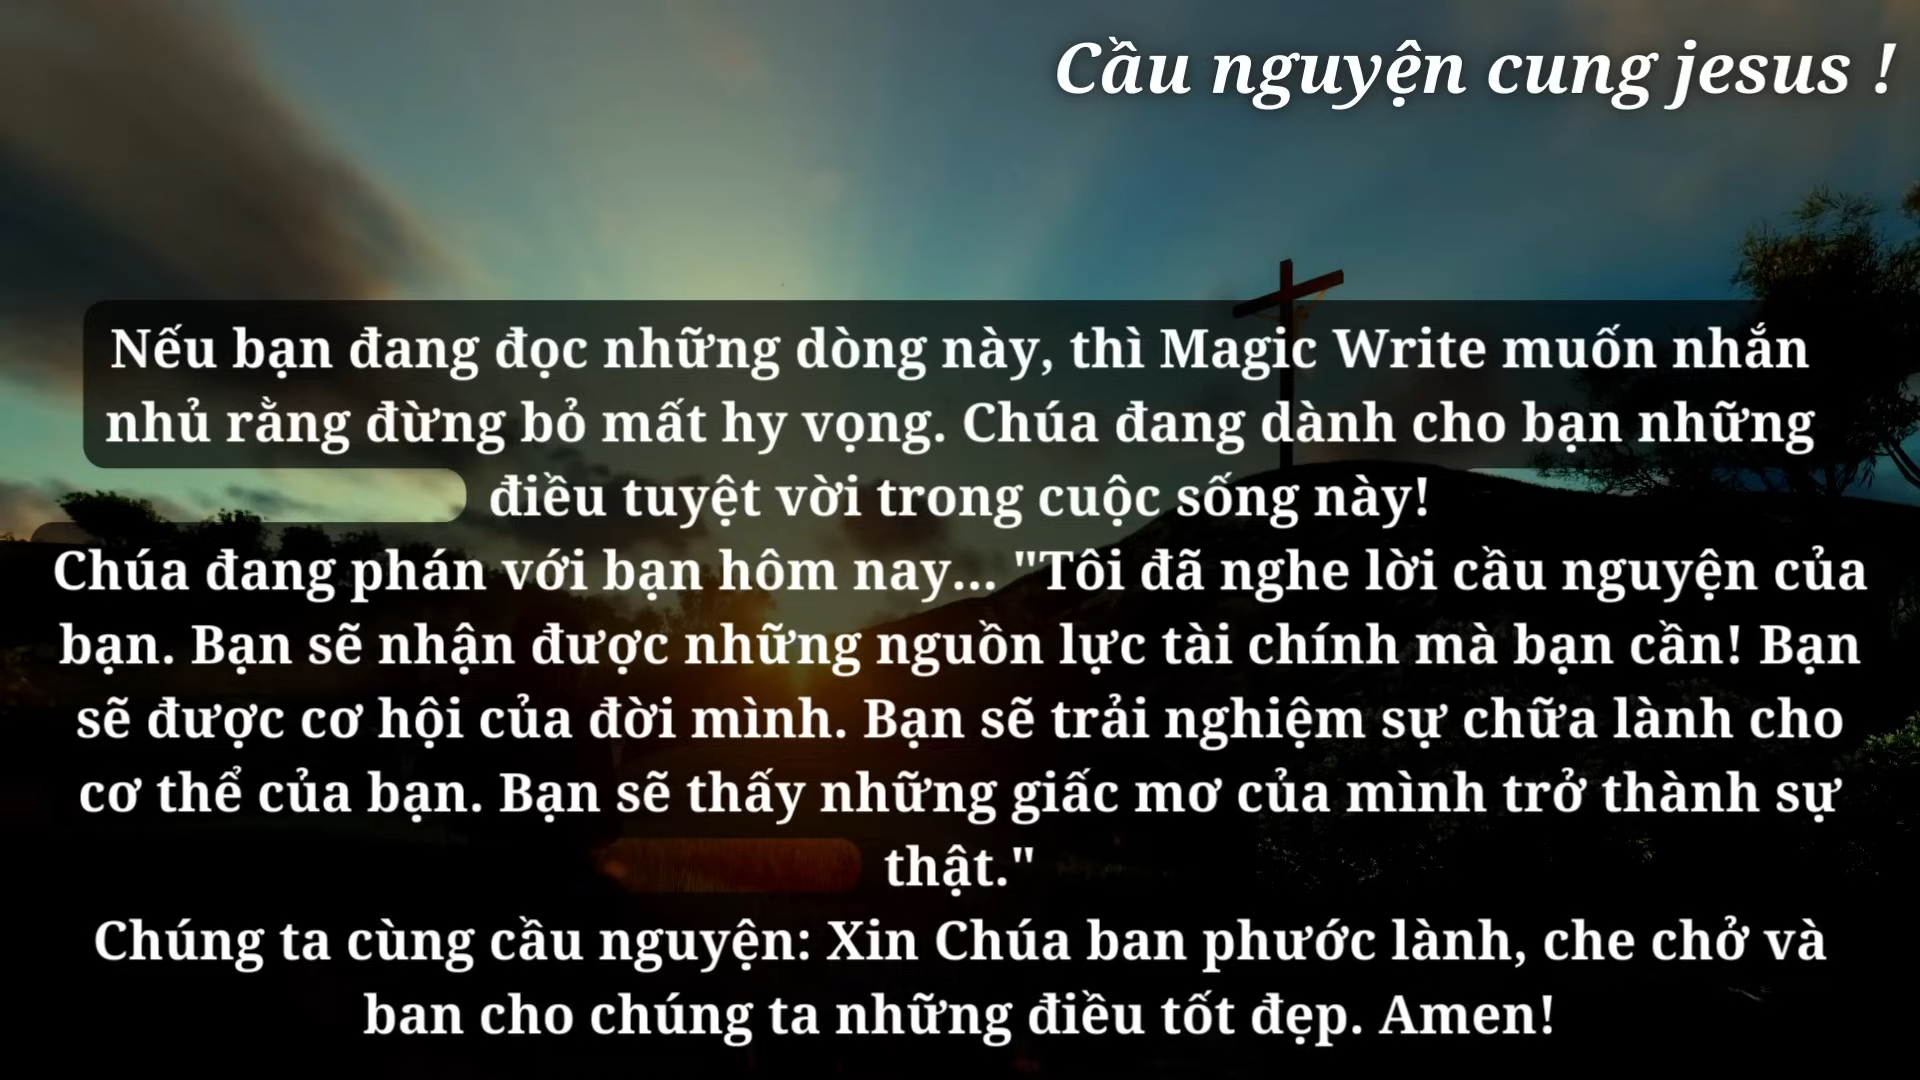 Cầu nguyện cung jesus !
Nếu bạn đang đọc những dòng này, thì Magic Write muốn nhắn
nhủ rằng đừng bỏ mất hy vọng. Chúa đang dành cho bạn những
điều tuyệt vời trong cuộc sống này!
Chúa đang phán với bạn hôm nay... "Tôi đã nghe lời cầu nguyện của
bạn. Bạn sẽ nhận được những nguồn lực tài chính mà bạn cần! Bạn
sẽ được cơ hội của đời mình. Bạn sẽ trải nghiệm sự chữa lành cho
cơ thể của bạn. Bạn sẽ thấy những giấc mơ của mình trở thành sự
thật."
Chúng ta cùng cầu nguyện: Xin Chúa ban phước lành, che chở và
ban cho chúng ta những điều tốt đẹp. Amen!